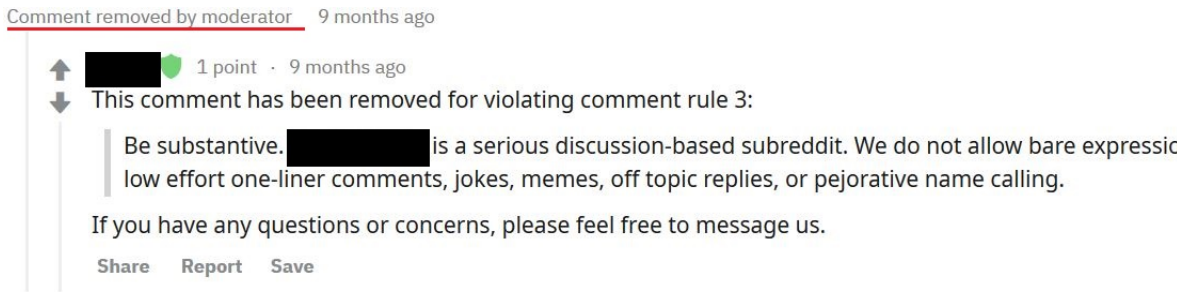 Comment removed by moderator 9 months ago
1 point · 9 months ago
This comment has been removed for violating comment rule 3:
Be substantive. is a serious discussion-based subreddit. We do not allow bare
low effort one-liner comments, jokes, memes, off topic replies, or pejorative name calling.
If you have any questions or concerns, please feel free to message us.
Share Report Save